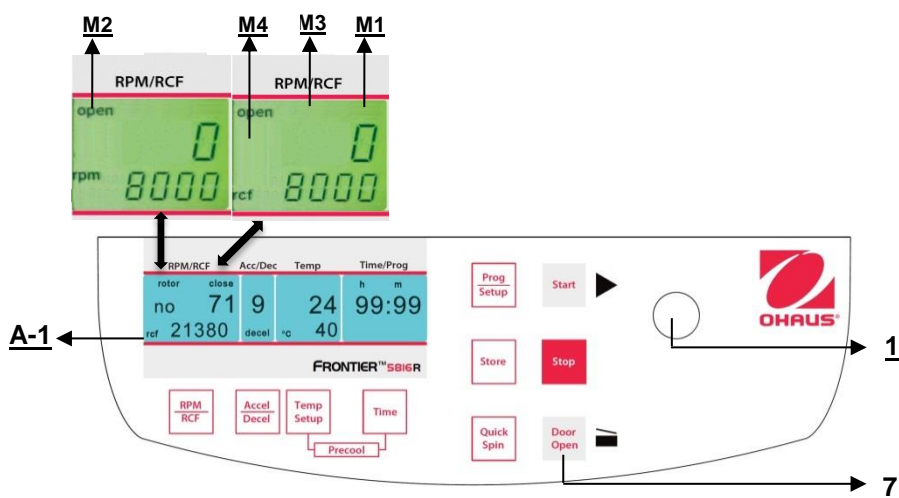 M2
M4
M3
M1
RPM/RCF
RPM/RCF
open
0
rpm 8000
open
0
rcf 8000
RPM/RCF Acc/Dec Temp Time/Prog
rotor close h m
no 71 9 24 99:99
rcf 21380 decel °C 40
FRONTIER™5816R
A-1
RPM
RCF
Accel
Decel
Temp
Setup
Time
Precool
Prog
Setup
Start
Store
Stop
Quick
Spin
Door
Open
OHAUS®
1
7